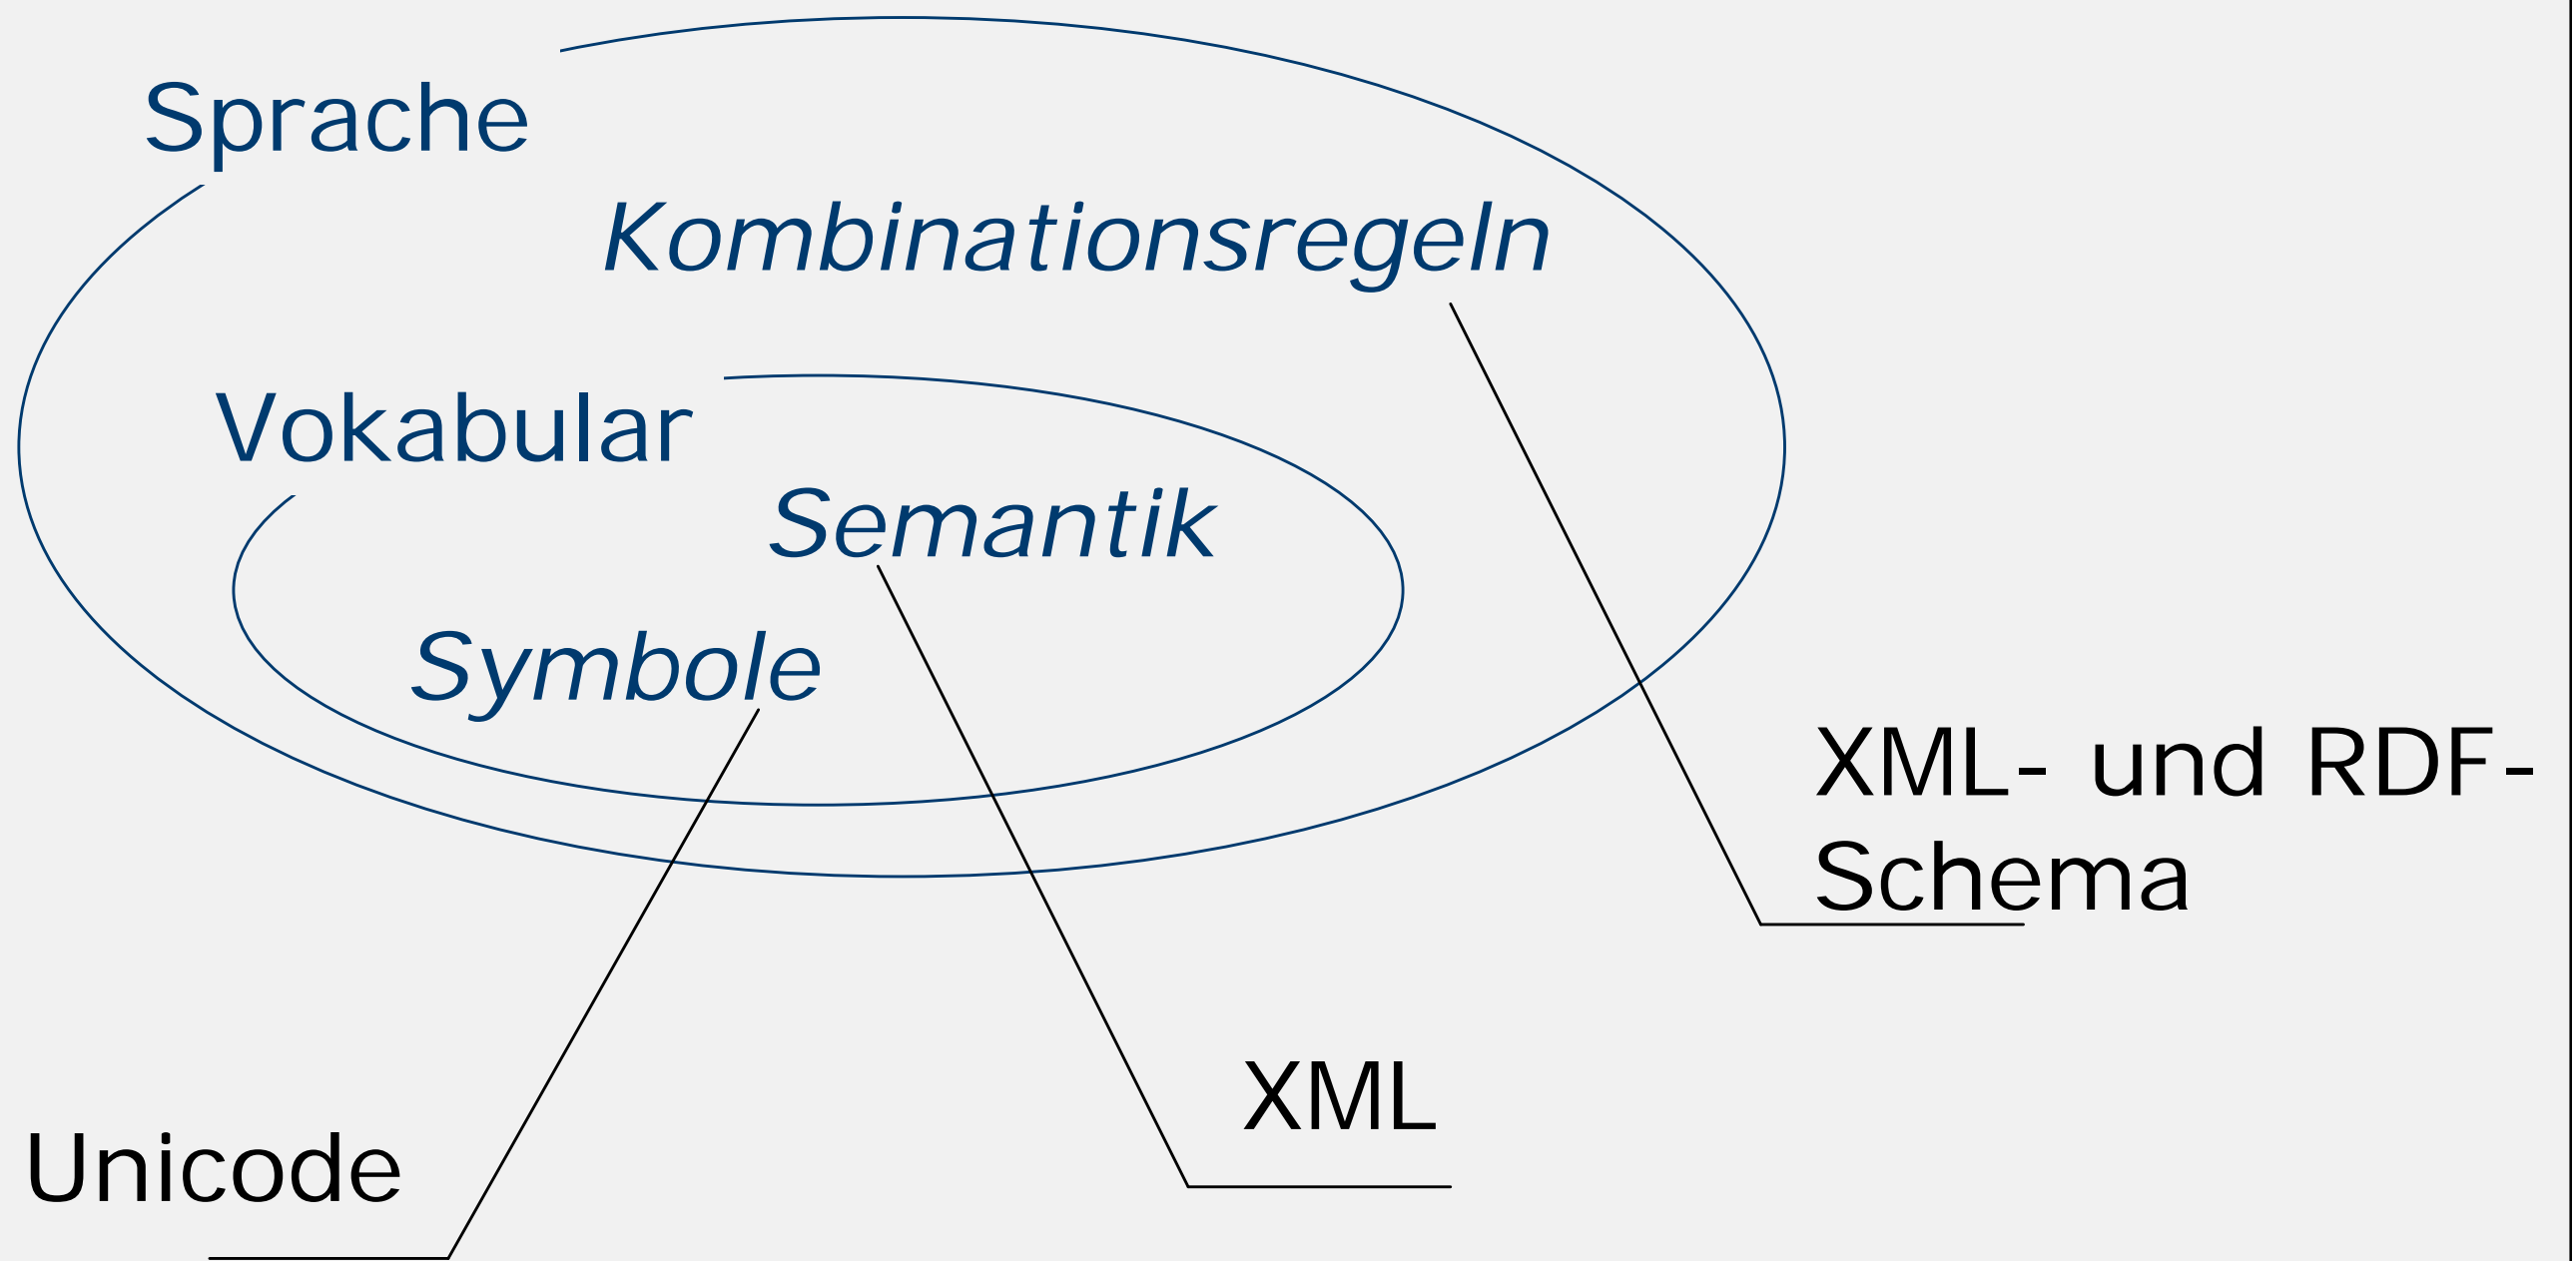 Sprache
Kombinationsregeln
Vokabular
Semantik
Symbole
XML- und RDF-
Schema
XML
Unicode